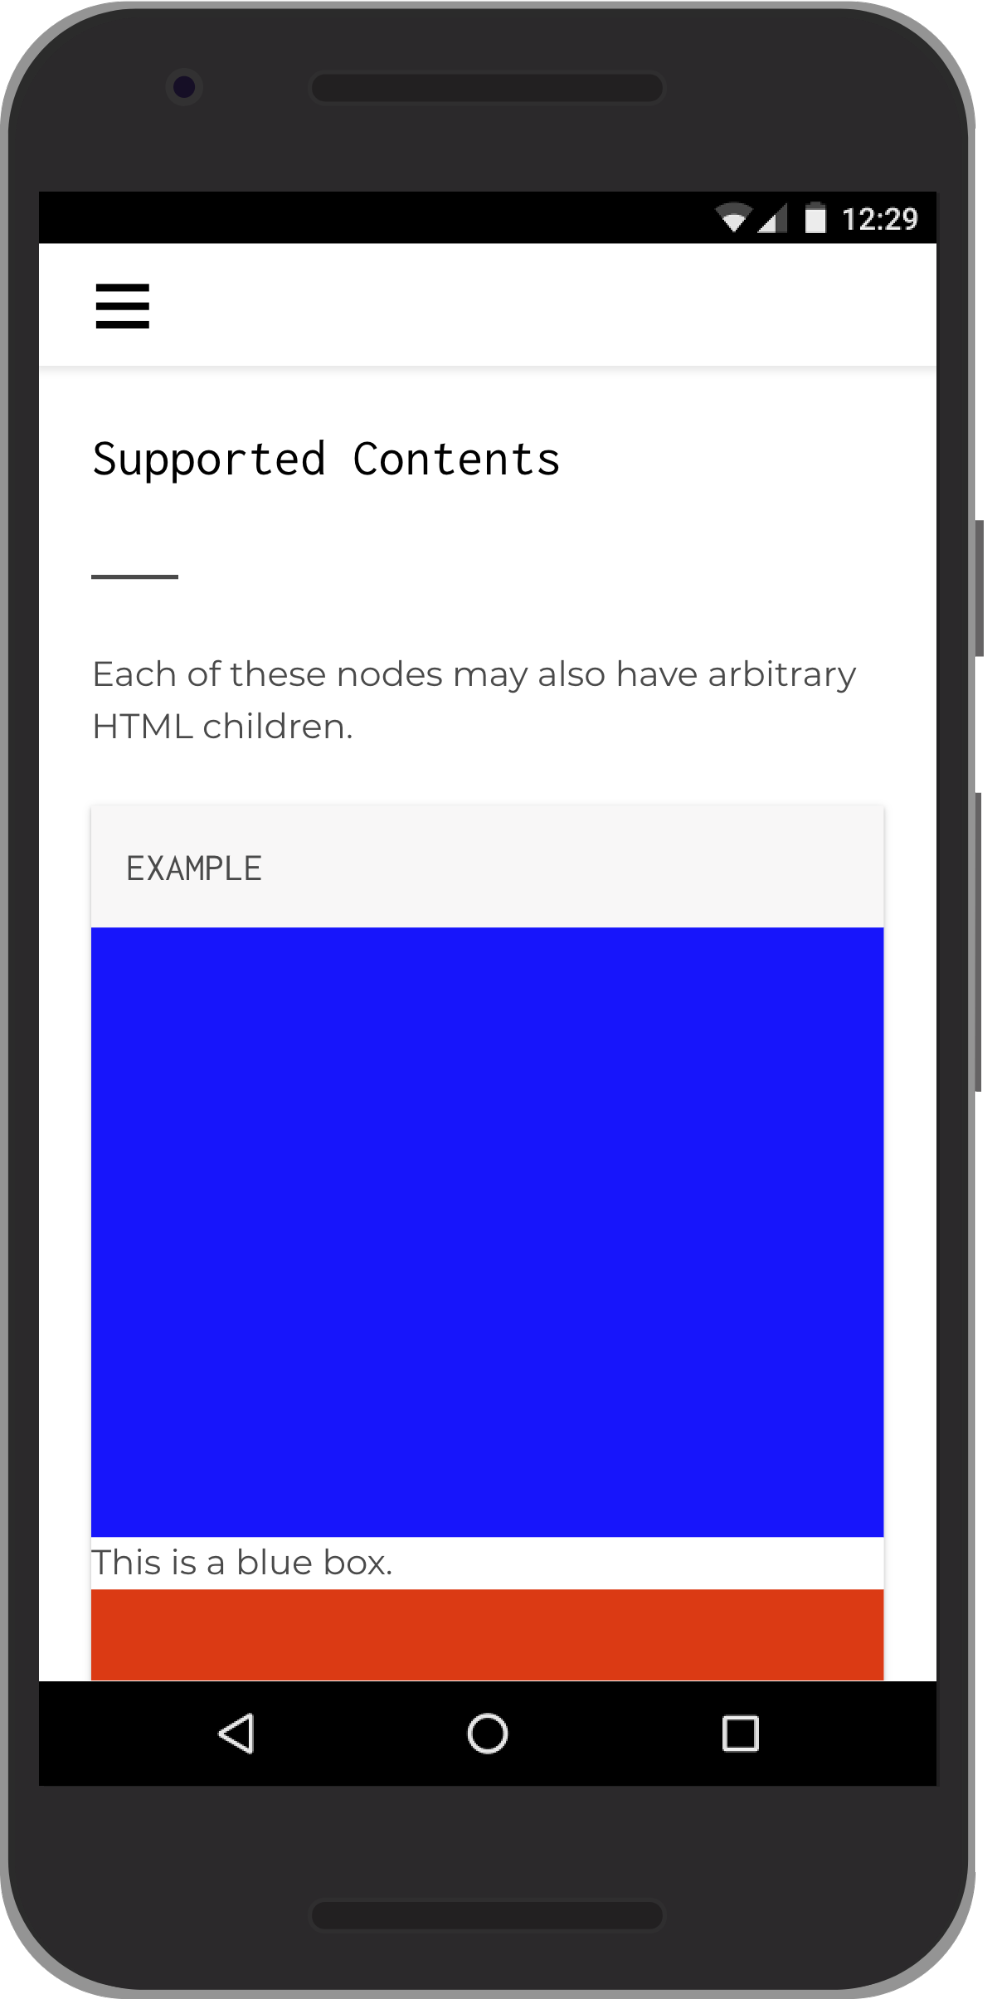 12:29
Supported Contents
Each of these nodes may also have arbitrary
HTML children.
EXAMPLE
This is a blue box.